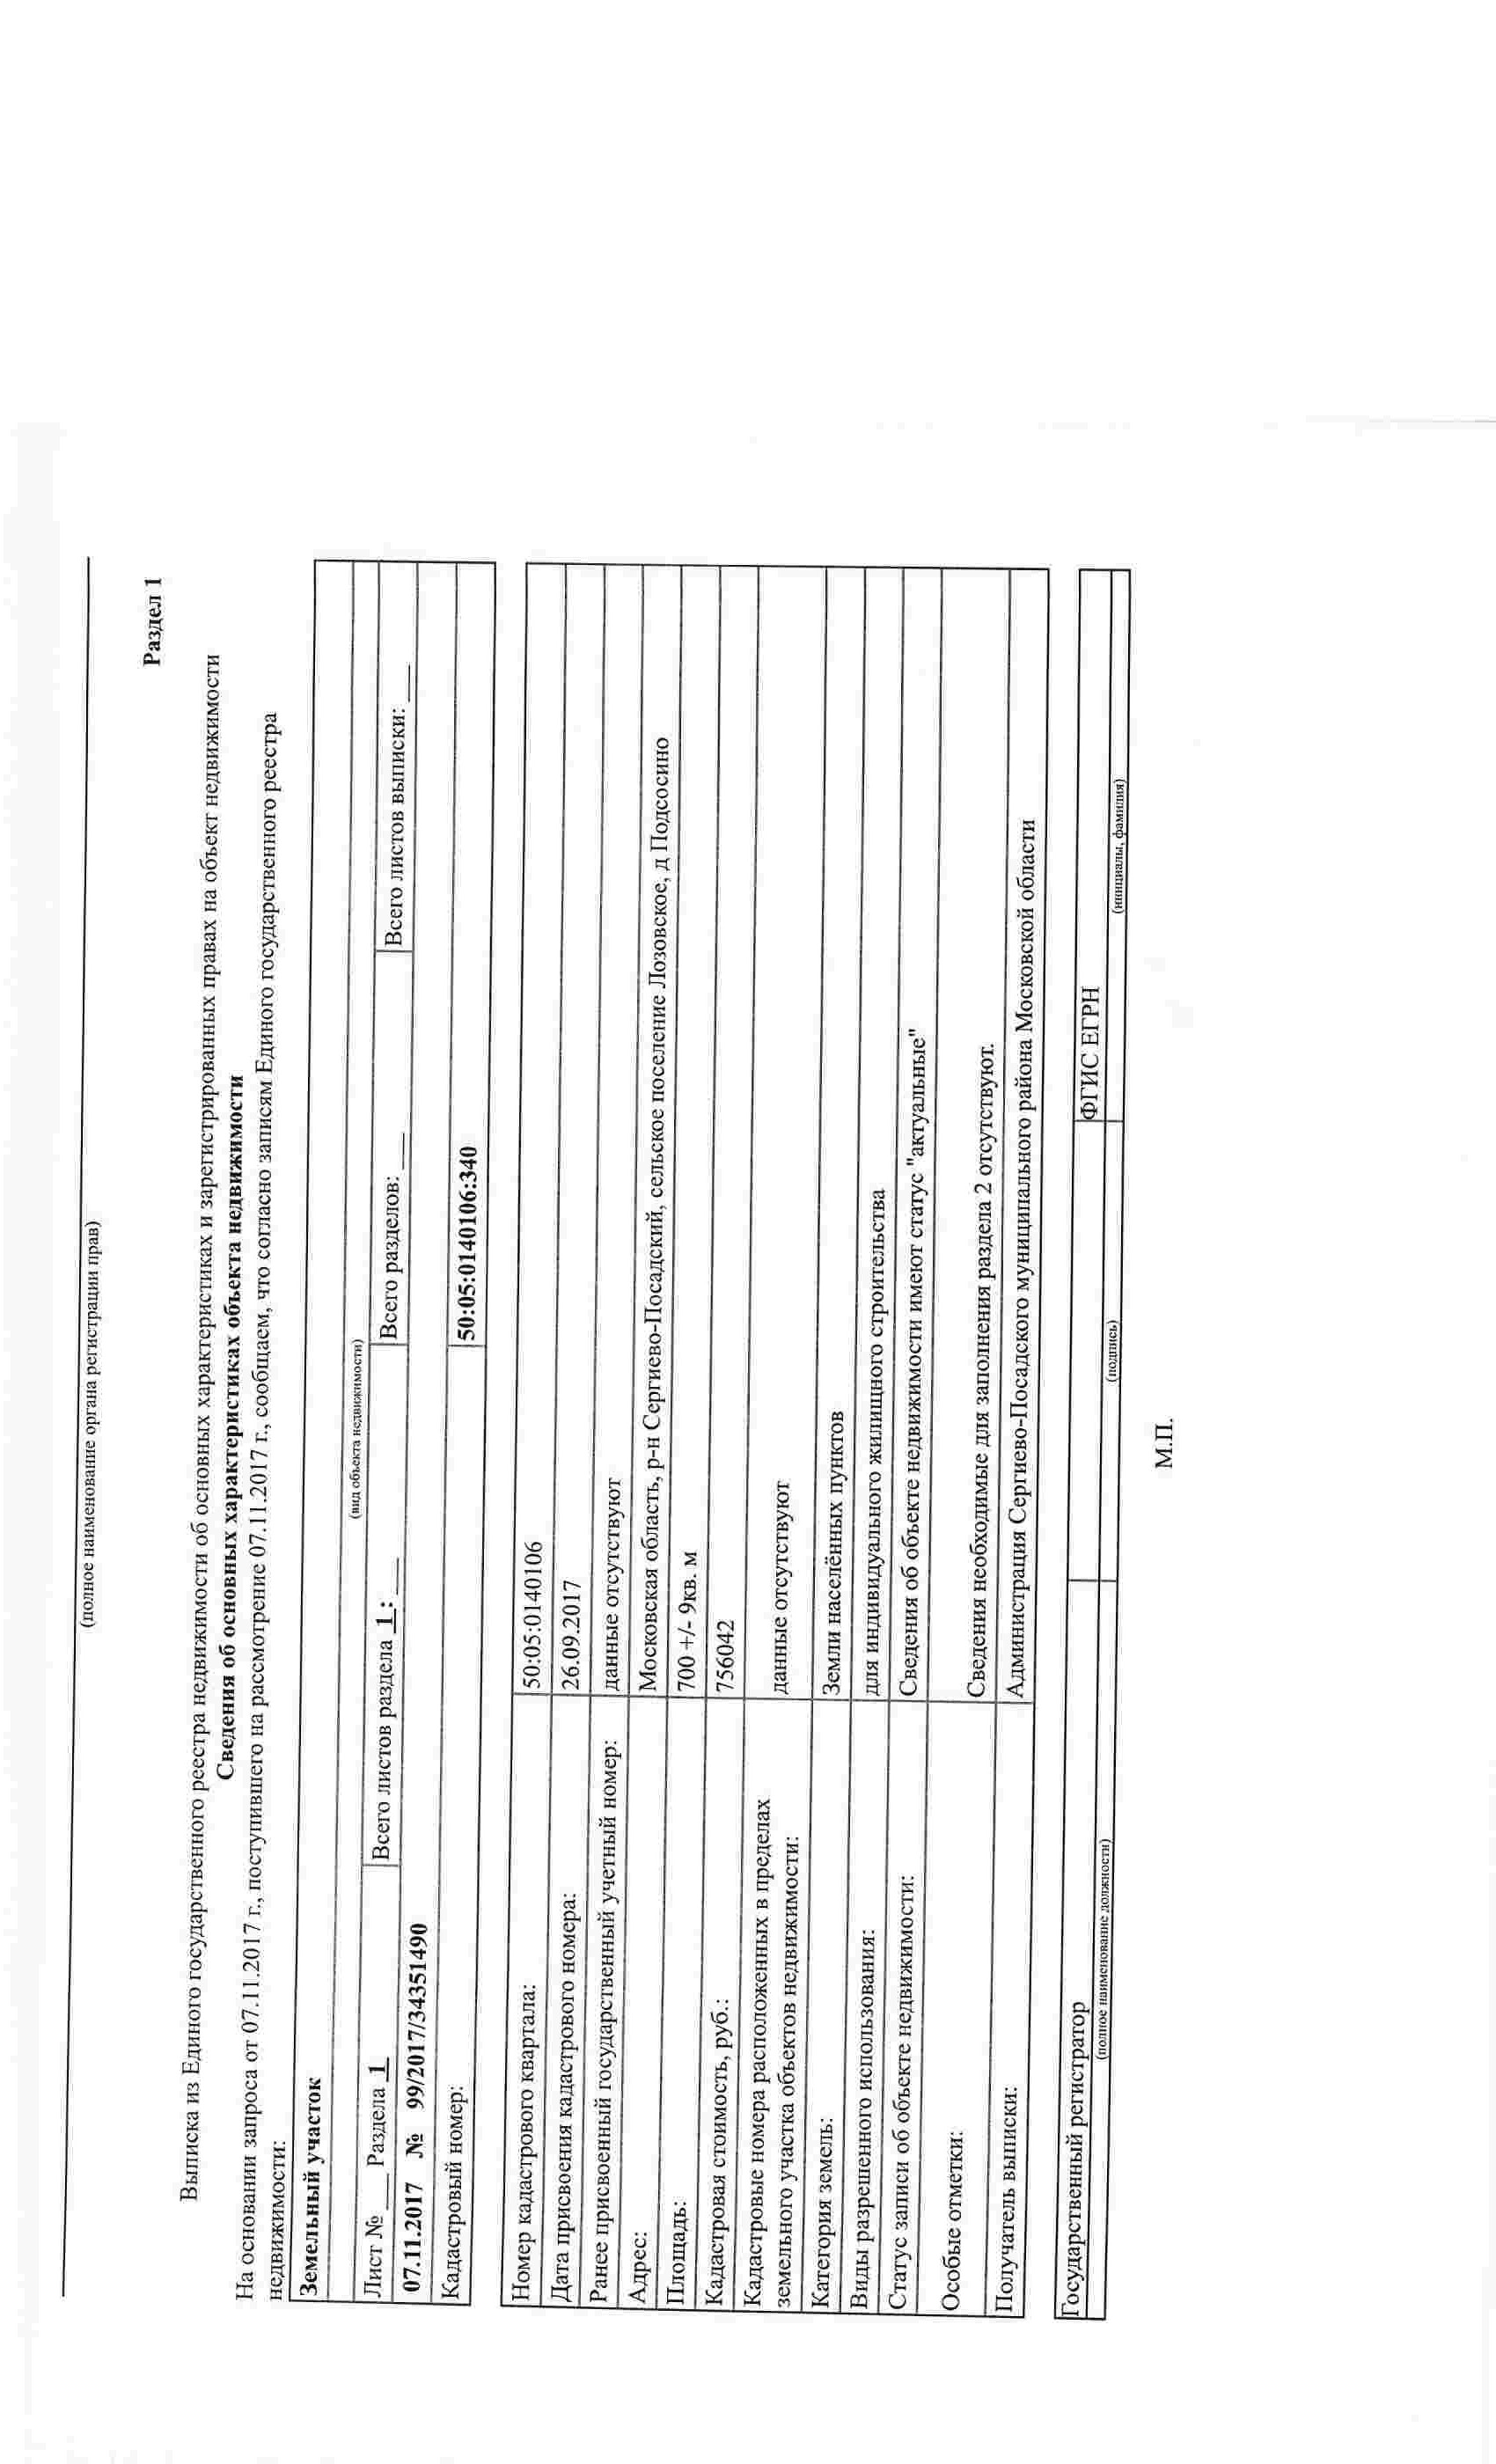 (полное наименование органа регистрации прав)
Раздел 1
Выписка из Единого государственного реестра недвижимости об основных характеристиках и зарегистрированных правах на объект недвижимости
Сведения об основных характеристиках объекта недвижимости
На основании запроса от 07.11.2017 г., поступившего на рассмотрение 07.11.2017 г., сообщаем, что согласно записям Единого государственного реестра
недвижимости:
Земельный участок
(вид объекта недвижимости)
Лист № ___ Раздела 1 Всего листов раздела 1 : ___ Всего разделов: ___ Всего листов выписки: ___
07.11.2017 № 99/2017/34351490
Кадастровый номер: 50:05:0140106:340
Номер кадастрового квартала: 50:05:0140106
Дата присвоения кадастрового номера: 26.09.2017
Ранее присвоенный государственный учетный номер: данные отсутствуют
Адрес: Московская область, р-н Сергиево-Посадский, сельское поселение Лозовское, д Подсосино
Площадь: 700 +/- 9кв. м
Кадастровая стоимость, руб.: 756042
Кадастровые номера расположенных в пределах
земельного участка объектов недвижимости: данные отсутствуют
Категория земель: Земли населённых пунктов
Виды разрешенного использования: для индивидуального жилищного строительства
Статус записи об объекте недвижимости: Сведения об объекте недвижимости имеют статус "актуальные"
Особые отметки: Сведения необходимые для заполнения раздела 2 отсутствуют.
Получатель выписки: Администрация Сергиево-Посадского муниципального района Московской области
Государственный регистратор ФГИС ЕГРН
(полное наименование должности) (подпись) (инициалы, фамилия)
М.П.